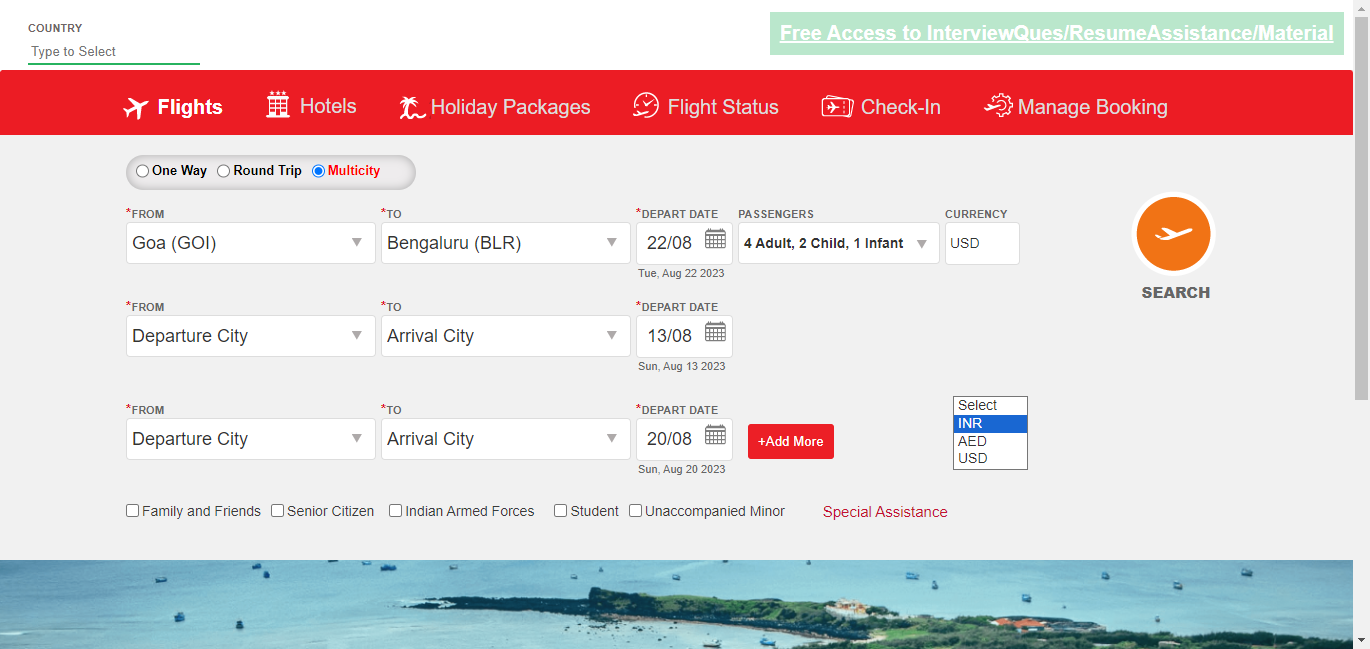 COUNTRY
Type to Select
Free Access to InterviewQues/ResumeAssistance/Material
Flights Hotels Holiday Packages Flight Status Check-In Manage Booking
One Way Round Trip Multicity
*FROM *TO *DEPART DATE PASSENGERS CURRENCY
Goa (GOI) Bengaluru (BLR) 22/08 4 Adult, 2 Child, 1 Infant USD
Tue, Aug 22 2023
SEARCH
*FROM *TO *DEPART DATE
Departure City Arrival City 13/08
Sun, Aug 13 2023
*FROM *TO *DEPART DATE
Departure City Arrival City 20/08 +Add More
Sun, Aug 20 2023
Select
INR
AED
USD
Family and Friends Senior Citizen Indian Armed Forces Student Unaccompanied Minor Special Assistance